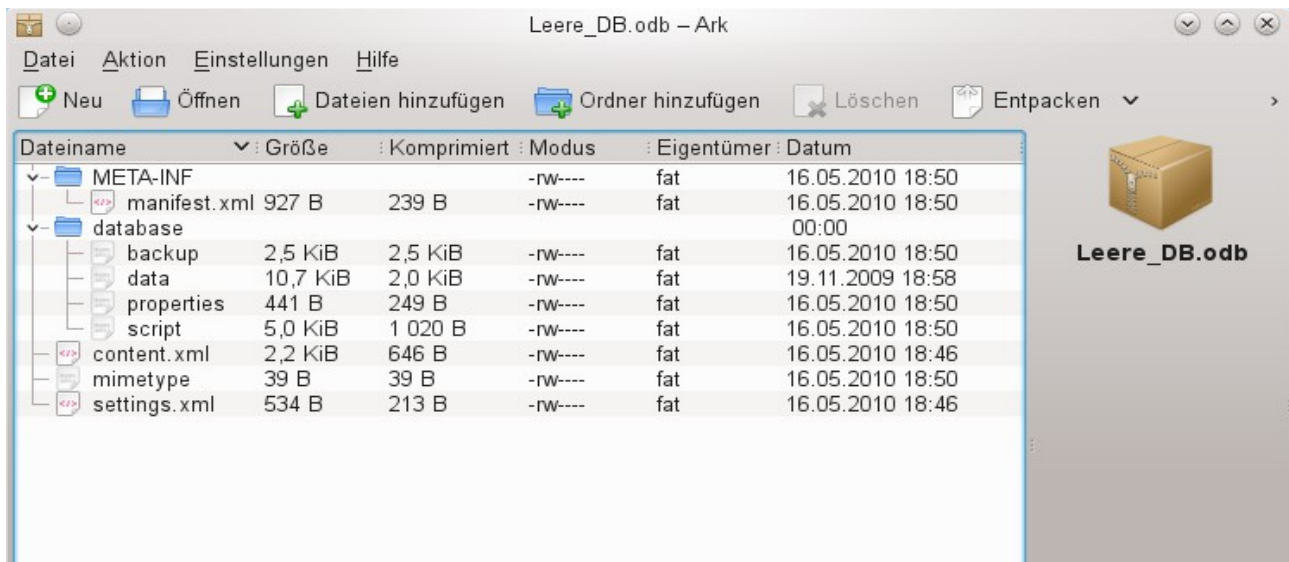 Leere_DB.odb – Ark
Datei Aktion Einstellungen Hilfe
Neu Öffnen Dateien hinzufügen Ordner hinzufügen Löschen Entpacken
Dateiname Größe Komprimiert Modus Eigentümer Datum
META-INF -rw---- fat 16.05.2010 18:50
manifest.xml 927 B 239 B -rw---- fat 16.05.2010 18:50
database 00:00
backup 2,5 KiB 2,5 KiB -rw---- fat 16.05.2010 18:50
data 10,7 KiB 2,0 KiB -rw---- fat 19.11.2009 18:58
properties 441 B 249 B -rw---- fat 16.05.2010 18:50
script 5,0 KiB 1 020 B -rw---- fat 16.05.2010 18:50
content.xml 2,2 KiB 646 B -rw---- fat 16.05.2010 18:46
mimetype 39 B 39 B -rw---- fat 16.05.2010 18:50
settings.xml 534 B 213 B -rw---- fat 16.05.2010 18:46
Leere_DB.odb